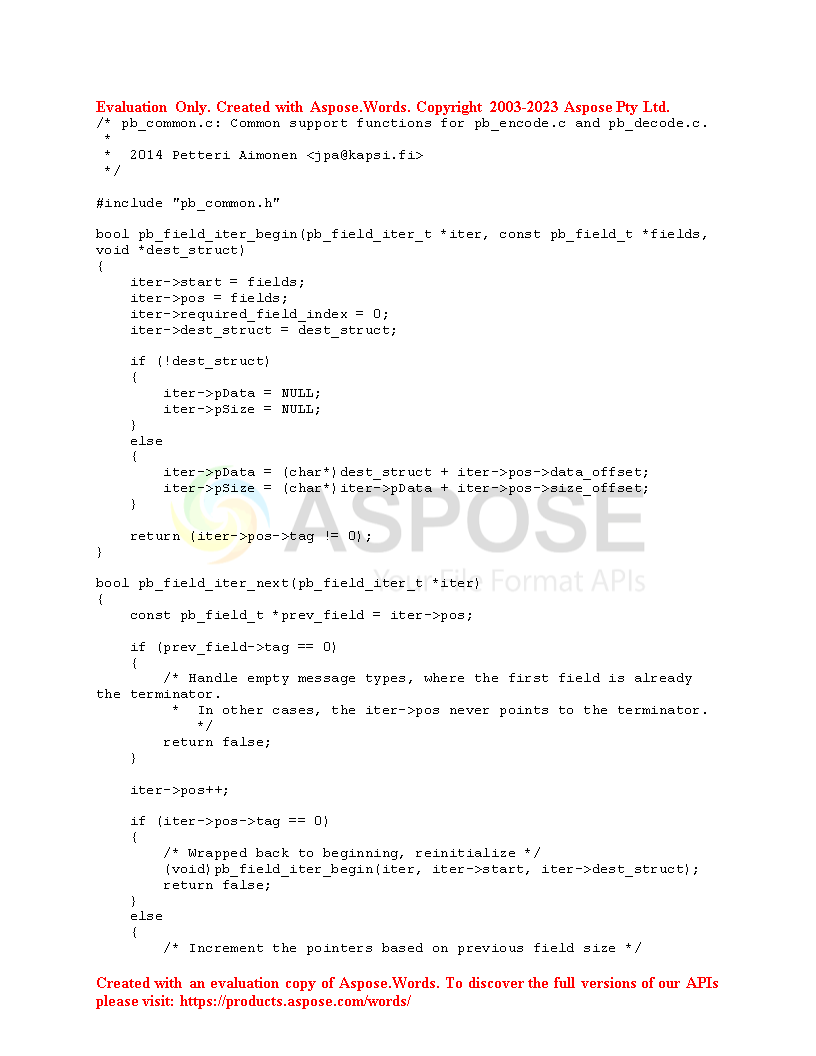 Evaluation Only. Created with Aspose.Words. Copyright 2003-2023 Aspose Pty Ltd.
/* pb_common.c: Common support functions for pb_encode.c and pb_decode.c.
 *
 *  2014 Petteri Aimonen <jpa@kapsi.fi>
 */

#include "pb_common.h"

bool pb_field_iter_begin(pb_field_iter_t *iter, const pb_field_t *fields,
void *dest_struct)
{
    iter->start = fields;
    iter->pos = fields;
    iter->required_field_index = 0;
    iter->dest_struct = dest_struct;

    if (!dest_struct)
    {
        iter->pData = NULL;
        iter->pSize = NULL;
    }
    else
    {
        iter->pData = (char*)dest_struct + iter->pos->data_offset;
        iter->pSize = (char*)iter->pData + iter->pos->size_offset;
    }

    return (iter->pos->tag != 0);
}
ASPOSE
Your File Format APIs

bool pb_field_iter_next(pb_field_iter_t *iter)
{
    const pb_field_t *prev_field = iter->pos;

    if (prev_field->tag == 0)
    {
        /* Handle empty message types, where the first field is already
the terminator.
         *  In other cases, the iter->pos never points to the terminator.
            */
        return false;
    }

    iter->pos++;

    if (iter->pos->tag == 0)
    {
        /* Wrapped back to beginning, reinitialize */
        (void)pb_field_iter_begin(iter, iter->start, iter->dest_struct);
        return false;
    }
    else
    {
        /* Increment the pointers based on previous field size */

Created with an evaluation copy of Aspose.Words. To discover the full versions of our APIs
please visit: https://products.aspose.com/words/